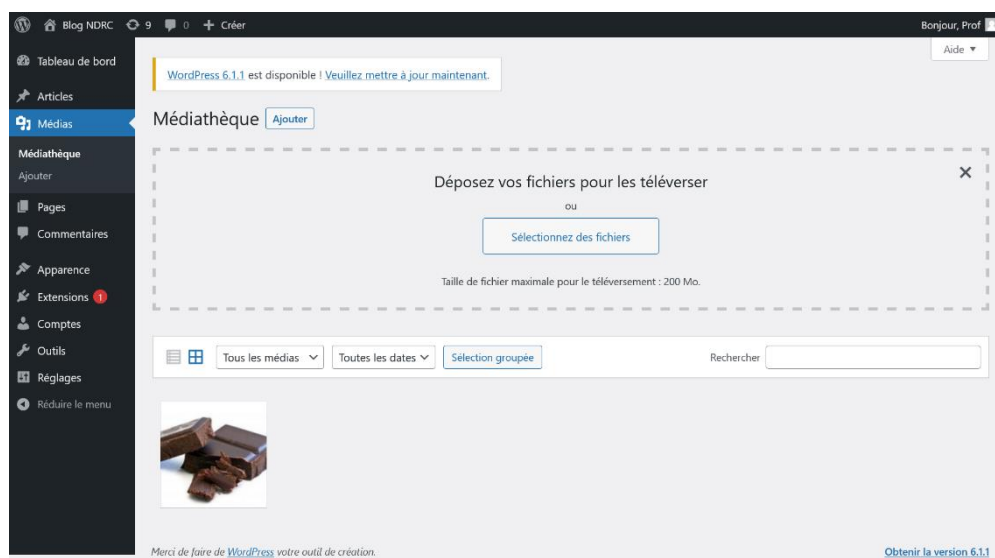 Blog NDRC 9 0 + Créer Bonjour, Prof
Aide ▼
Tableau de bord
Articles
Médias
Médiathèque
Ajouter
Pages
Commentaires
Apparence
Extensions 1
Comptes
Outils
Réglages
Réduire le menu
WordPress 6.1.1 est disponible ! Veuillez mettre à jour maintenant.
Médiathèque Ajouter
Déposez vos fichiers pour les téléverser
ou
Sélectionnez des fichiers
Taille de fichier maximale pour le téléversement : 200 Mo.
Tous les médias Toutes les dates Sélection groupée Rechercher
Merci de faire de WordPress votre outil de création. Obtenir la version 6.1.1